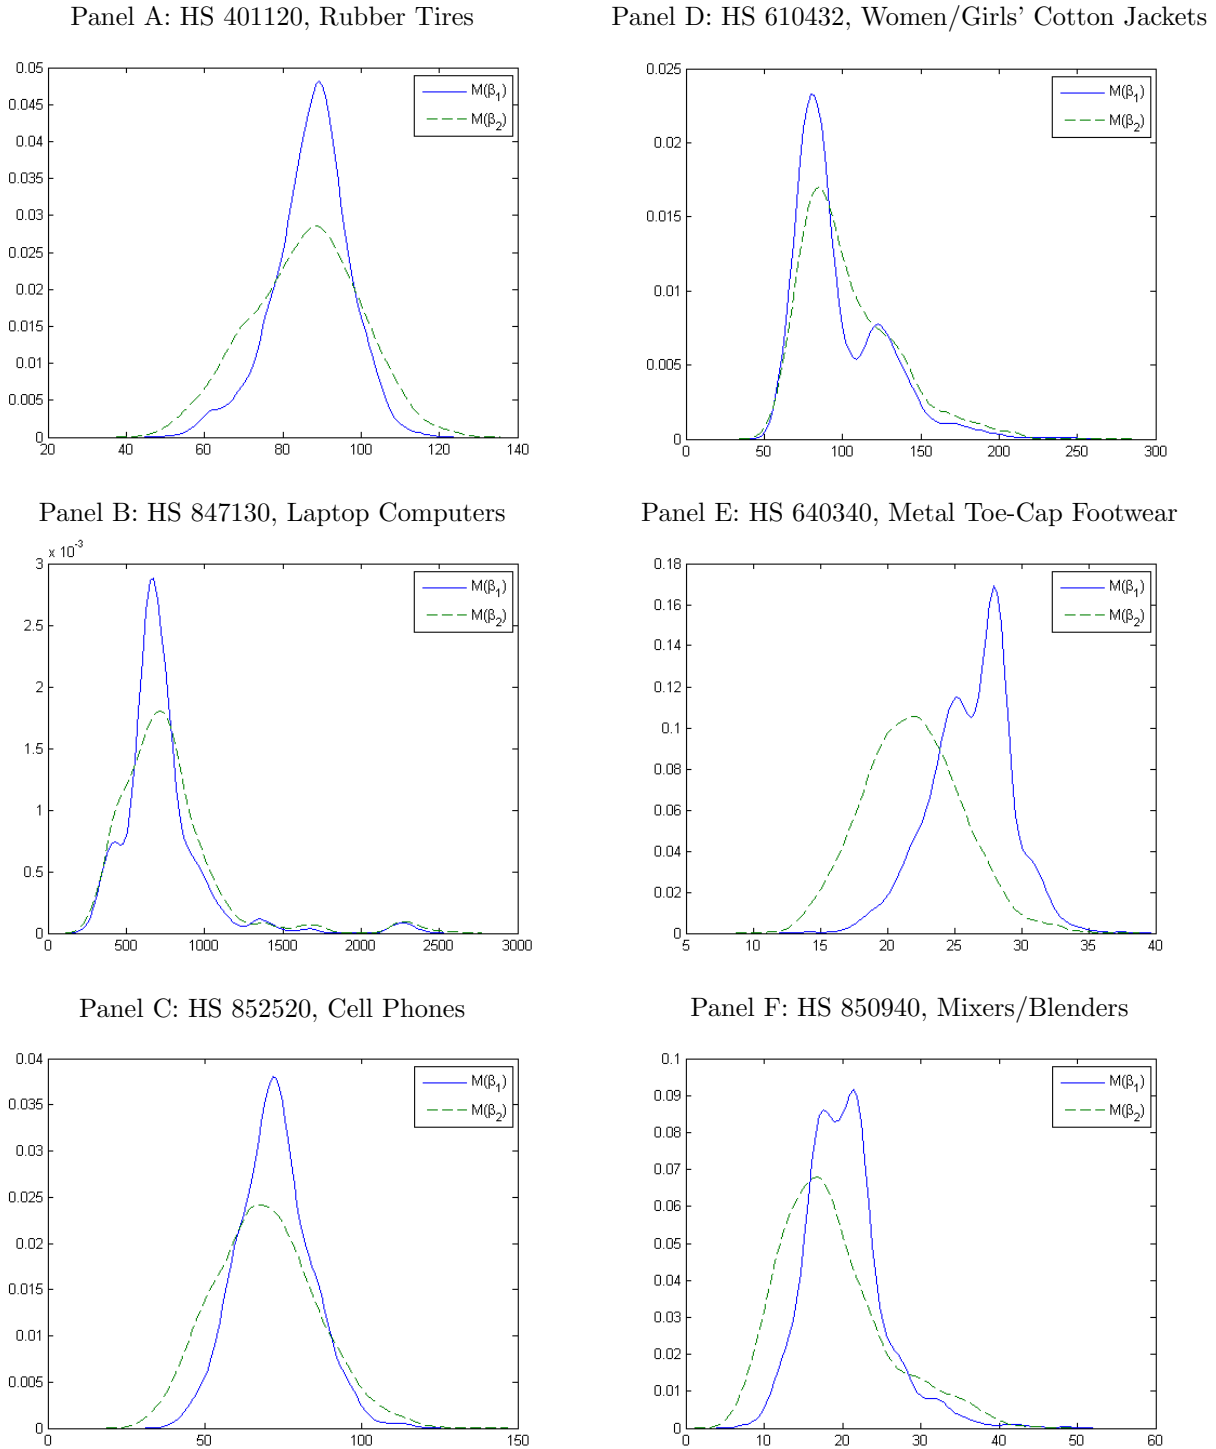 Panel A: HS 401120, Rubber Tires
0.05
0.045
0.04
0.035
0.03
0.025
0.02
0.015
0.01
0.005
0
20 40 60 80 100 120 140
M(β₁)
M(β₂)
Panel D: HS 610432, Women/Girls' Cotton Jackets
0.025
0.02
0.015
0.01
0.005
0
0 50 100 150 200 250 300
M(β₁)
M(β₂)
Panel B: HS 847130, Laptop Computers
x 10⁻³
3
2.5
2
1.5
1
0.5
0
0 500 1000 1500 2000 2500 3000
M(β₁)
M(β₂)
Panel E: HS 640340, Metal Toe-Cap Footwear
0.18
0.16
0.14
0.12
0.1
0.08
0.06
0.04
0.02
0
5 10 15 20 25 30 35 40
M(β₁)
M(β₂)
Panel C: HS 852520, Cell Phones
0.04
0.035
0.03
0.025
0.02
0.015
0.01
0.005
0
0 50 100 150
M(β₁)
M(β₂)
Panel F: HS 850940, Mixers/Blenders
0.1
0.09
0.08
0.07
0.06
0.05
0.04
0.03
0.02
0.01
0
0 10 20 30 40 50 60
M(β₁)
M(β₂)